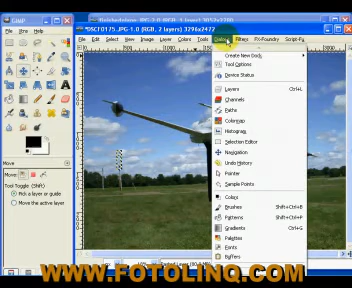 GIMP
*DSCF0175.JPG-1.0 (RGB, 2 layers) 3296x2472
File Xtns Help
File Edit Select View Image Layer Colors Tools Dialogs Filters FX-Foundry Script-Fu
Create New Dock
Tool Options
Device Status
Layers Ctrl+L
Channels
Paths
Colormap
Histogram
Selection Editor
Navigation
Undo History
Pointer
Sample Points
Colors
Brushes Shift+Ctrl+B
Patterns Shift+Ctrl+P
Gradients Ctrl+G
Palettes
Fonts
Buffers
Move
Move:
Tool Toggle (Shift)
Pick a layer or guide
Move the active layer
WWW.FOTOLINQ.COM